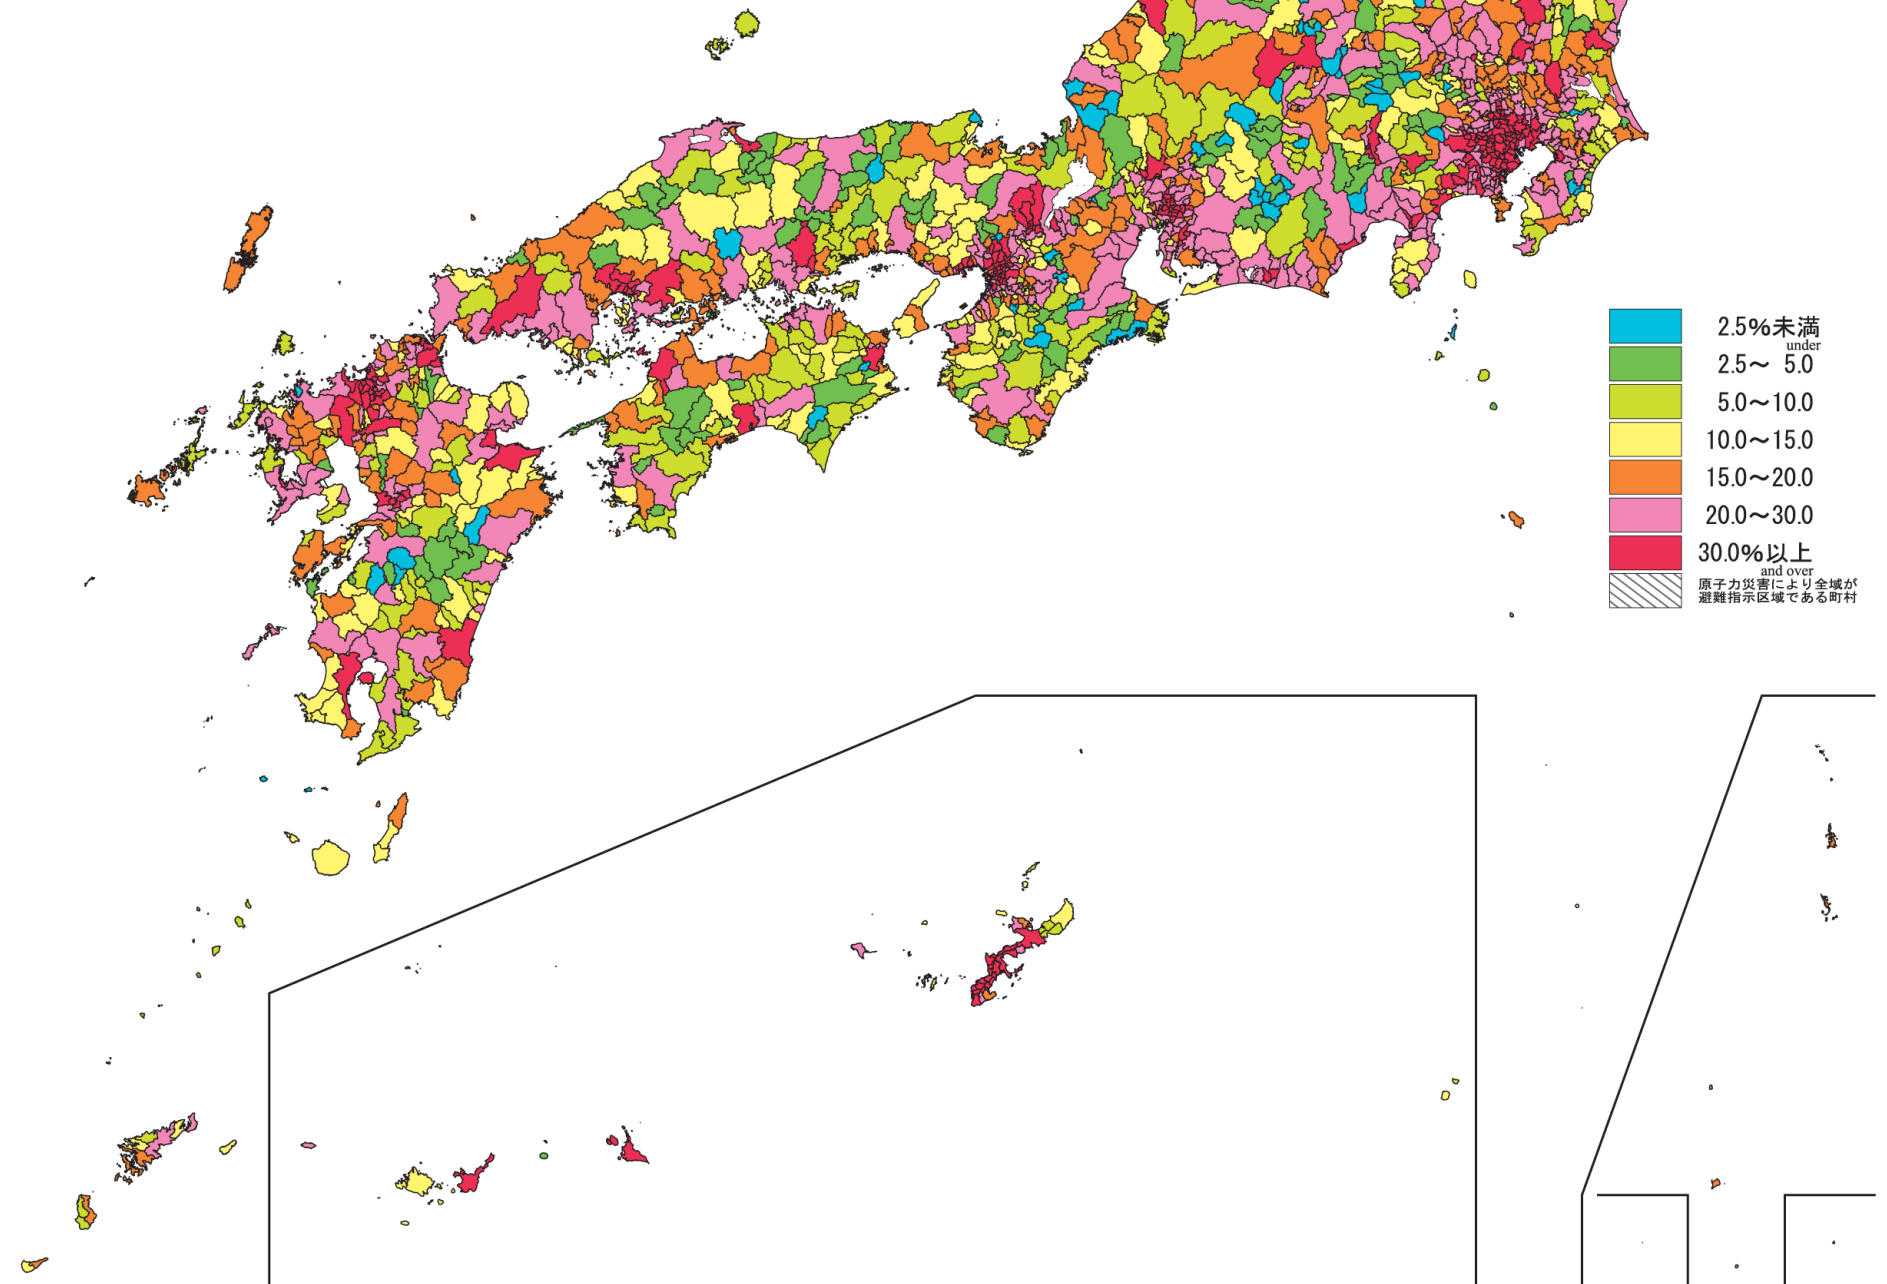 2.5%未満
under
2.5～ 5.0
5.0～10.0
10.0～15.0
15.0～20.0
20.0～30.0
30.0%以上
and over
原子力災害により全域が
避難指示区域である町村